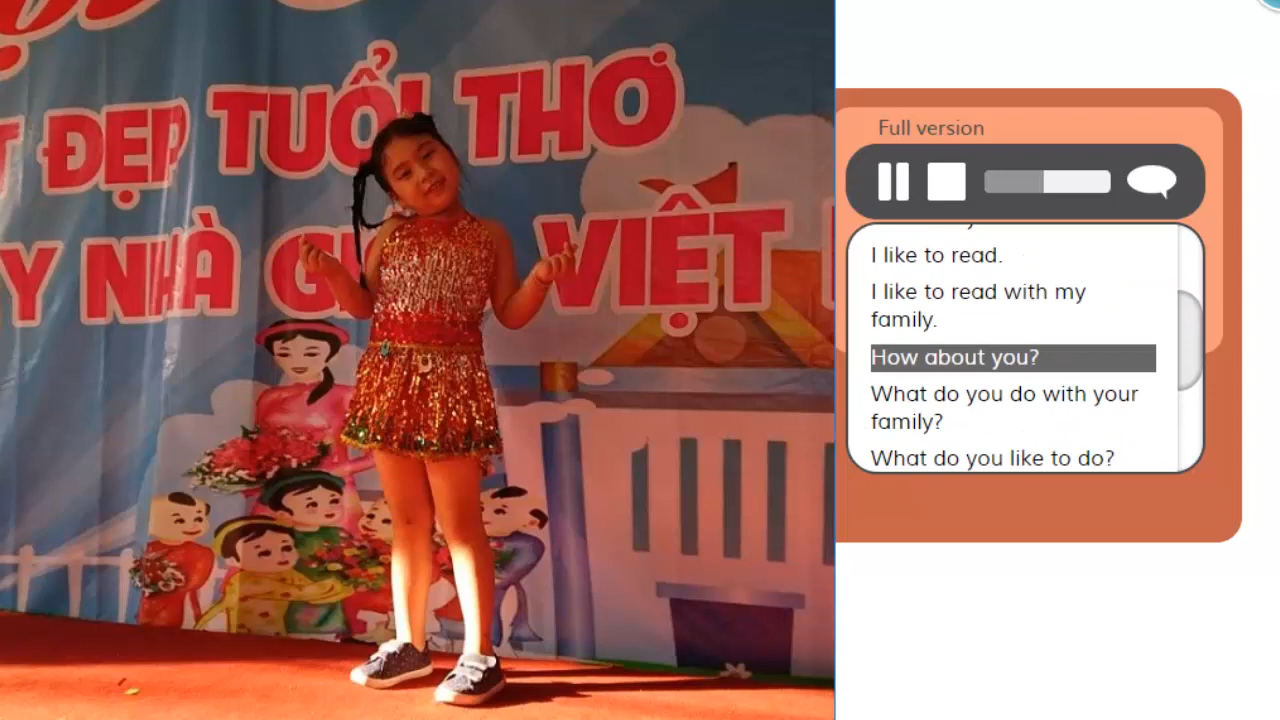 ĐẸP TUỔI THƠ
Y NHÀ VIỆT
Full version
I like to read.
I like to read with my
family.
How about you?
What do you do with your
family?
What do you like to do?